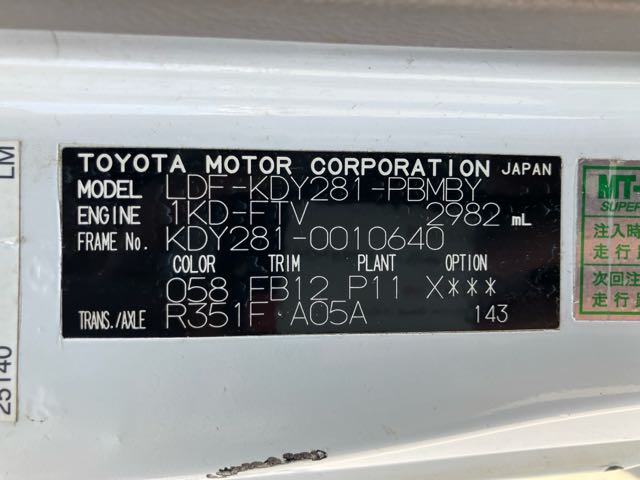 TOYOTA MOTOR CORPORATION JAPAN
MODEL LDF-KDY281-PBMBY
ENGINE 1KD-FTV 2982 mL
FRAME No. KDY281-0010640
COLOR TRIM PLANT OPTION
058 FB12 P11 X***
TRANS./AXLE R351F A05A 143
LM
25140
MT-
SUPER
注入時
走行
次回注
走行